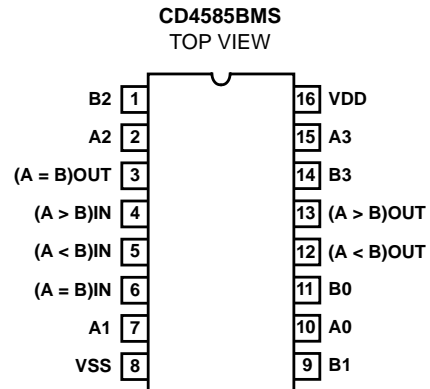 CD4585BMS
TOP VIEW
B2 1
A2 2
(A = B)OUT 3
(A > B)IN 4
(A < B)IN 5
(A = B)IN 6
A1 7
VSS 8
16 VDD
15 A3
14 B3
13 (A > B)OUT
12 (A < B)OUT
11 B0
10 A0
9 B1